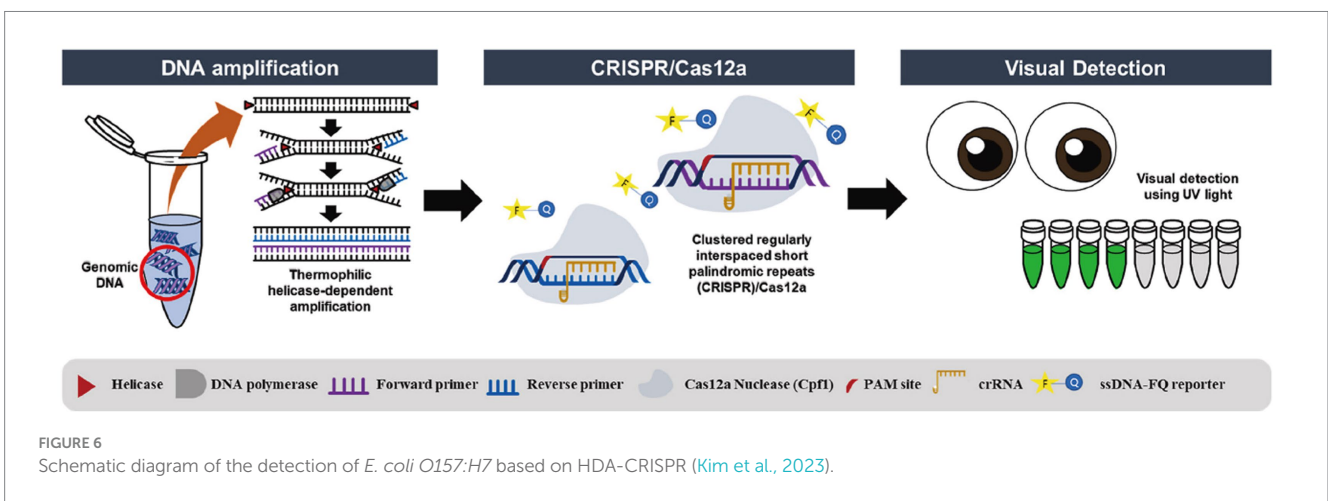 DNA amplification
CRISPR/Cas12a
Visual Detection
Genomic
DNA
Thermophilic
helicase-dependent
amplification
F
Q
F
Q
F
Q
F
Q
Clustered regularly
interspaced short
palindromic repeats
(CRISPR)/Cas12a
Visual detection
using UV light
Helicase
DNA polymerase
Forward primer
Reverse primer
Cas12a Nuclease (Cpf1)
PAM site
crRNA
F
Q
ssDNA-FQ reporter
FIGURE 6
Schematic diagram of the detection of E. coli O157:H7 based on HDA-CRISPR (Kim et al., 2023).